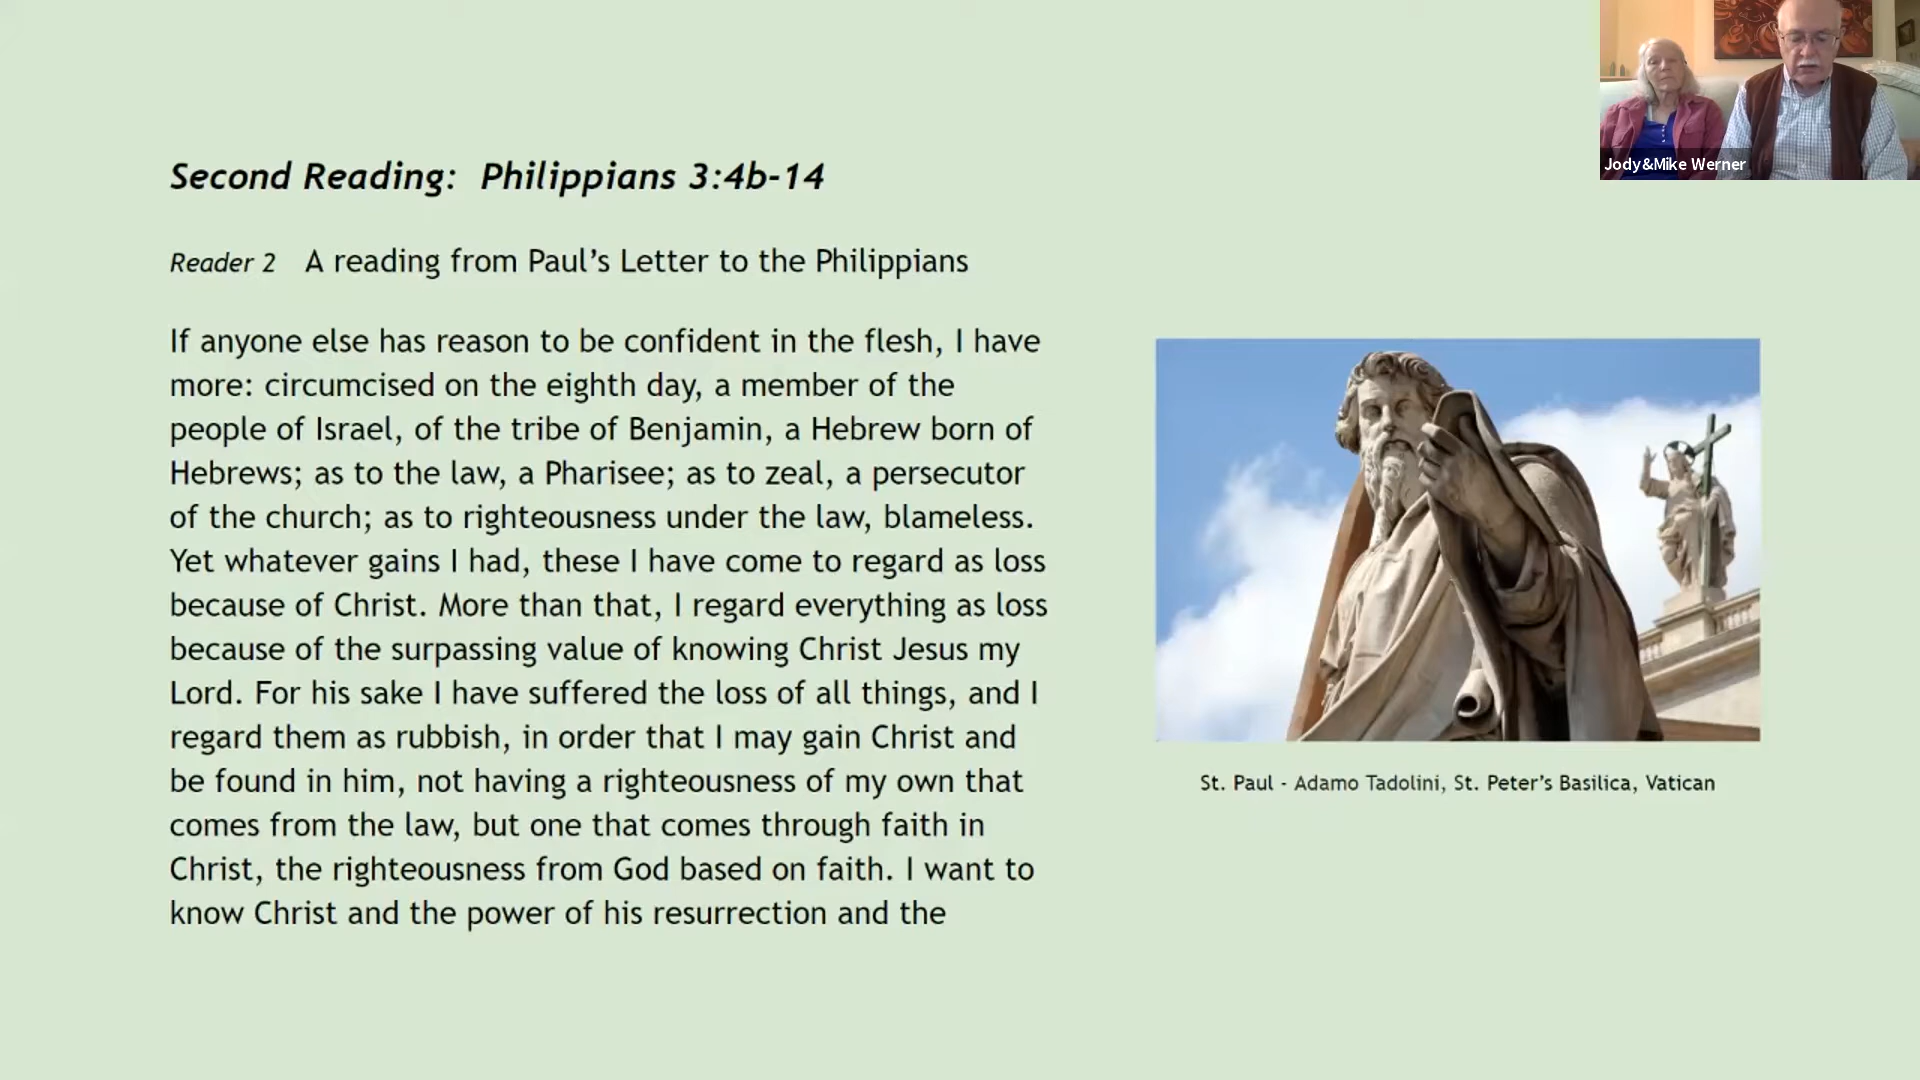 Jody&Mike Werner
Second Reading: Philippians 3:4b-14
Reader 2 A reading from Paul’s Letter to the Philippians
If anyone else has reason to be confident in the flesh, I have
more: circumcised on the eighth day, a member of the
people of Israel, of the tribe of Benjamin, a Hebrew born of
Hebrews; as to the law, a Pharisee; as to zeal, a persecutor
of the church; as to righteousness under the law, blameless.
Yet whatever gains I had, these I have come to regard as loss
because of Christ. More than that, I regard everything as loss
because of the surpassing value of knowing Christ Jesus my
Lord. For his sake I have suffered the loss of all things, and I
regard them as rubbish, in order that I may gain Christ and
be found in him, not having a righteousness of my own that
comes from the law, but one that comes through faith in
Christ, the righteousness from God based on faith. I want to
know Christ and the power of his resurrection and the
St. Paul - Adamo Tadolini, St. Peter’s Basilica, Vatican